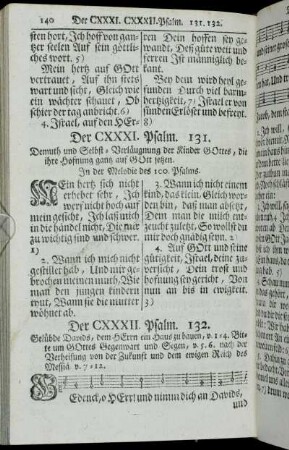 140 Der CXXXI. CXXXII. Psalm. 131. 132.
sten hort, Ich hoff von gan-
tzer seelen Auf sein göttli-
ches wort. 3)
Mein hertz auf GOtt
vertrauet, Auf ihn weit
wart und sicht, Gleich wie
ein wächter schauet, Ob
schier der tag anbricht. 6)
4. Israel, auf den HEr-
ren Dein hoffen sey ge-
wandt, Deß güte weit und
ferren Ist männiglich be-
kant.
Bey dem wird heyl ge-
funden Durch viel barm-
hertzigkeit, 7) Israel er von
sünden Erlöset und befreyt.
8)
Der CXXXI. Psalm. 131.
Demuth und Selbst-Verläugnung der Kinder GOttes, die
ihre Hofnung gantz auf GOtt setzen.
In der Melodie des 100. Psalms.
MEin hertz sich nicht
erhebet sehr, Ich
werf nicht hoch auf
mein gesicht, Ich laß mich
in die händel nicht, Die mir
zu wichtig sind und schwer.
1)
2. Wann ich mich nicht
gestillet hab, Und mir ge-
brochen meinen muth, Wie
man den jungen kindern
thut, Wann sie die mutter
wöhnet ab.
3. Wann ich nicht einem
kind, das klein, Gleich wor-
den bin, daß man absetzt,
Dem man die milch ent-
zeucht zuletzt, So wollst du
mir doch gnädig seyn. 2)
4. Auf GOtt und seine
gütigkeit, Israel, deine zu-
versicht, Dein trost und
hofnung sey gericht, Von
nun an bis in ewigkeit.
3)
Der CXXXII. Psalm. 132.
Gelübde Davids, dem HErrn ein Haus zu bauen, v. 1=4. Bit-
te um GOttes Gegenwart und Segen, v. 5. 6. nach der
Verheissung von der Zukunft und dem ewigen Reich des
Messiä v. 7=12.
GEdenck, o HErr! und nimm dich an Davids,
und